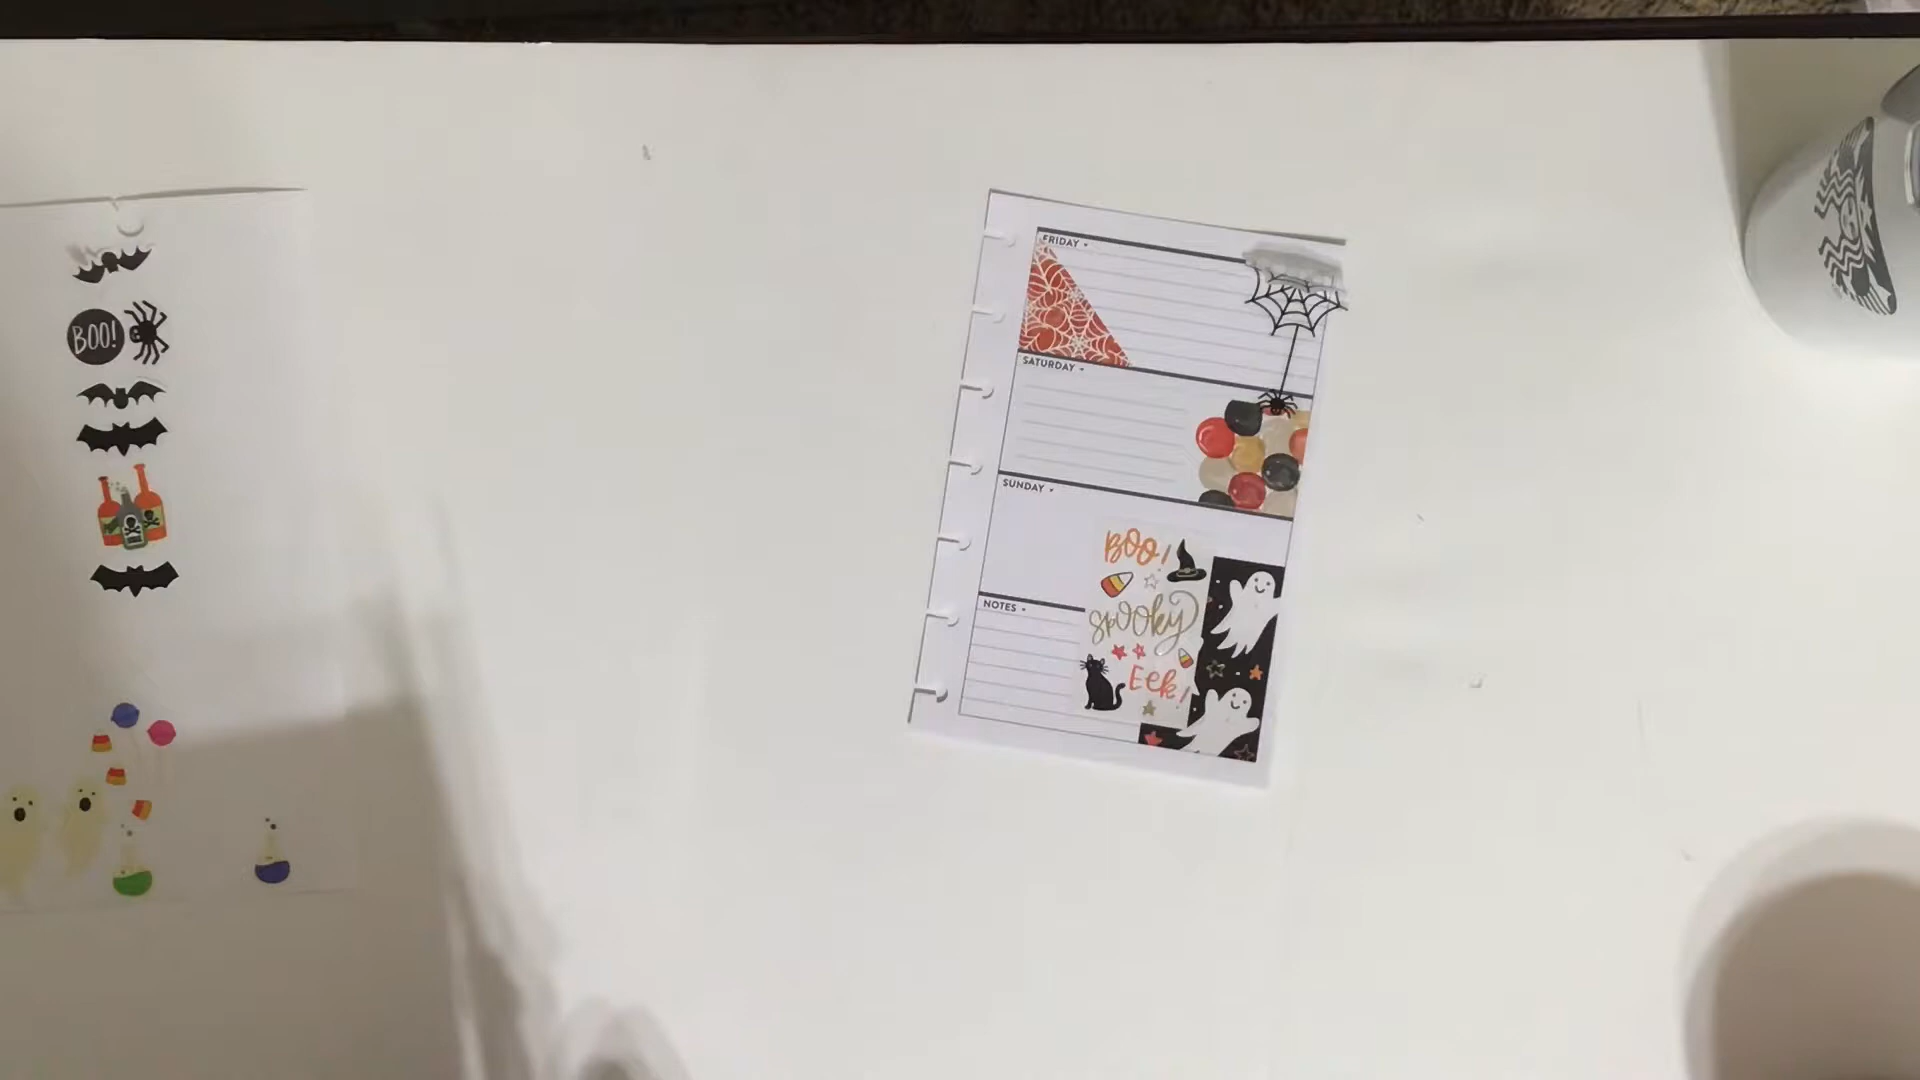 BOO!
FRIDAY
SATURDAY
SUNDAY
BOO!
SPOOKY
NOTES
Eek!